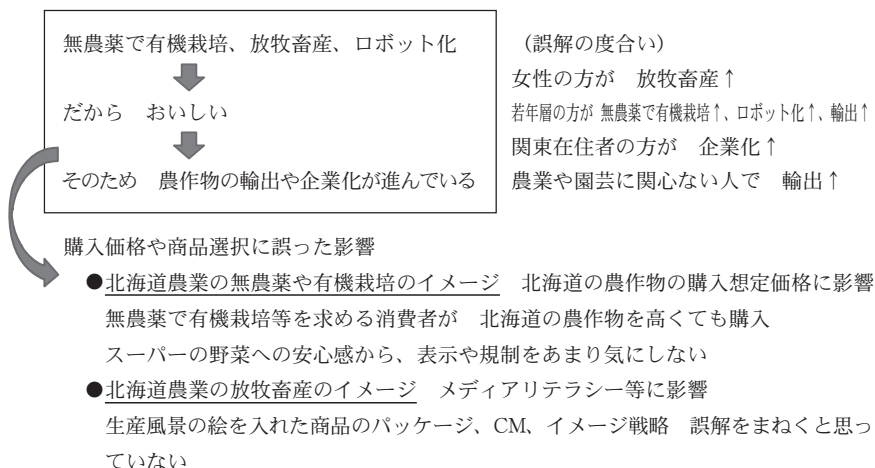 無農薬で有機栽培、放牧畜産、ロボット化
だから　おいしい
そのため　農作物の輸出や企業化が進んでいる
（誤解の度合い）
女性の方が　放牧畜産↑
若年層の方が 無農薬で有機栽培↑、ロボット化↑、輸出↑
関東在住者の方が　企業化↑
農業や園芸に関心ない人で　輸出↑
購入価格や商品選択に誤った影響
●北海道農業の無農薬や有機栽培のイメージ　北海道の農作物の購入想定価格に影響
無農薬で有機栽培等を求める消費者が　北海道の農作物を高くても購入
スーパーの野菜への安心感から、表示や規制をあまり気にしない
●北海道農業の放牧畜産のイメージ　メディアリテラシー等に影響
生産風景の絵を入れた商品のパッケージ、CM、イメージ戦略　誤解をまねくと思っ
ていない